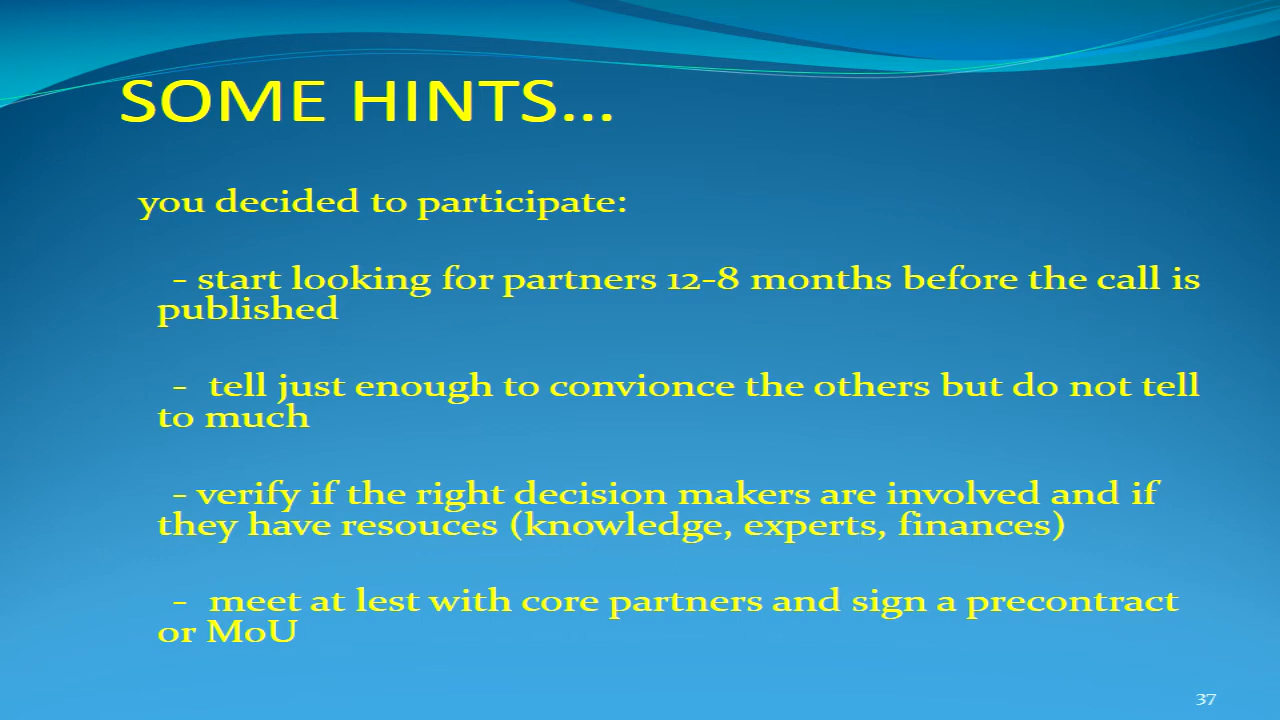 SOME HINTS...
you decided to participate:
- start looking for partners 12-8 months before the call is
published
- tell just enough to convionce the others but do not tell
to much
- verify if the right decision makers are involved and if
they have resouces (knowledge, experts, finances)
- meet at lest with core partners and sign a precontract
or MoU
37